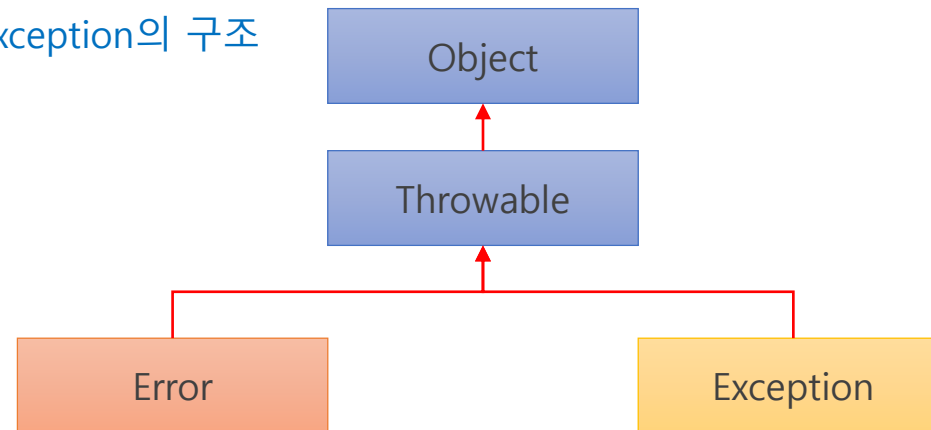 xception의 구조
Object
Throwable
Error
Exception